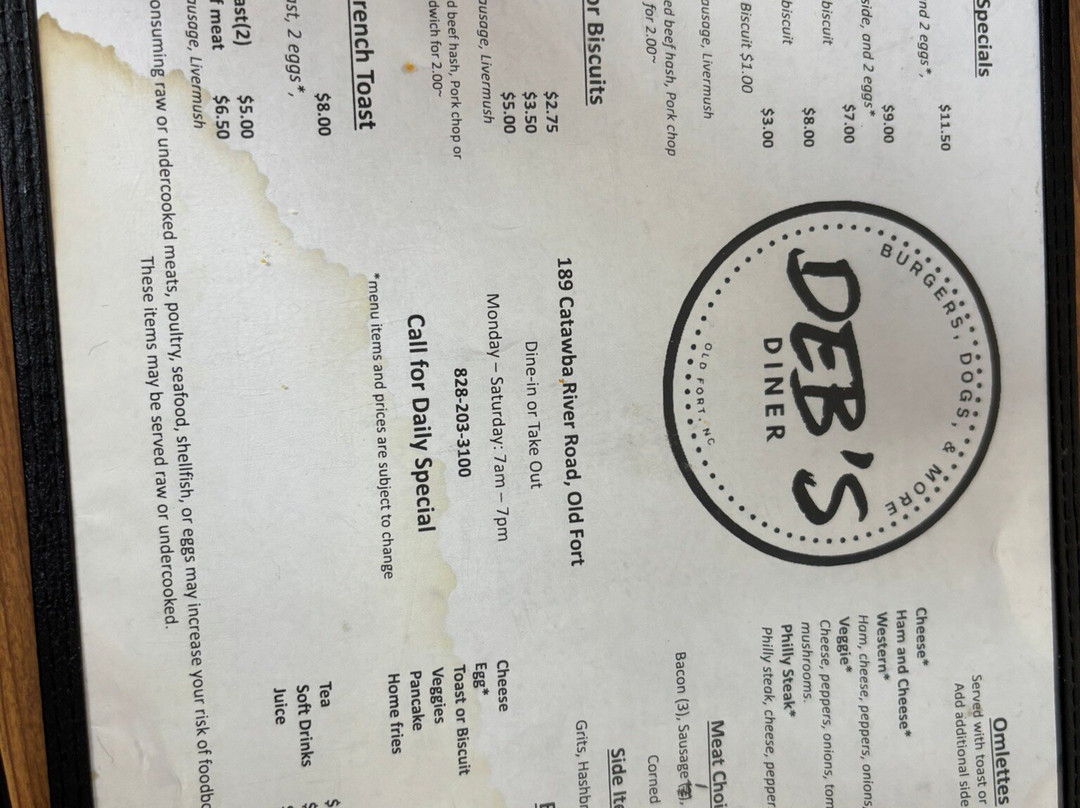 Specials
nd 2 eggs*,
$11.50
side, and 2 eggs*
$9.00
biscuit
$7.00
biscuit
$8.00
Biscuit $1.00
$3.00
ausage, Livermush
ed beef hash, Pork chop
for 2.00~
or Biscuits
$2.75
$3.50
$5.00
ausage, Livermush
d beef hash, Pork chop or
dwich for 2.00~
rench Toast
$8.00
ast, 2 eggs*,
ast(2) $5.00
f meat $6.50
ausage, Livermush
BURGERS, DOGS, & MORE
DEB'S
DINER
OLD FORT, NC
189 Catawba River Road, Old Fort
Dine-in or Take Out
Monday – Saturday: 7am – 7pm
828-203-3100
Call for Daily Special
*menu items and prices are subject to change
Omlettes
Served with toast or
Add additional sid
Cheese*
Ham and Cheese*
Western*
Ham, cheese, peppers, onions,
Veggie*
Cheese, peppers, onions, tom
mushrooms.
Philly Steak*
Philly steak, cheese, pepper
Meat Choi
Bacon (3), Sausage
Corned
Side Ite
Grits, Hashbr
Cheese
Egg*
Toast or Biscuit
Veggies
Pancake
Home fries
Tea
Soft Drinks
Juice
onsuming raw or undercooked meats, poultry, seafood, shellfish, or eggs may increase your risk of foodbo
These items may be served raw or undercooked.